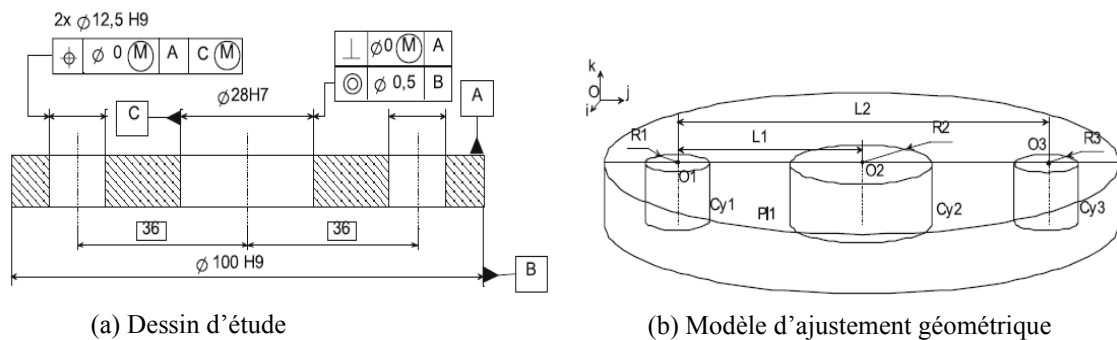 2x ⌀12,5 H9
⌖ ⌀ 0 Ⓜ A C Ⓜ
⊥ ⌀0 Ⓜ A
◎ ⌀ 0,5 B
⌀28H7
C
A
36
36
⌀ 100 H9
B
(a) Dessin d’étude
k
O
j
i
L2
R1
L1
R2
O3
R3
O1
O2
Cy1
Pl1
Cy2
Cy3
(b) Modèle d’ajustement géométrique